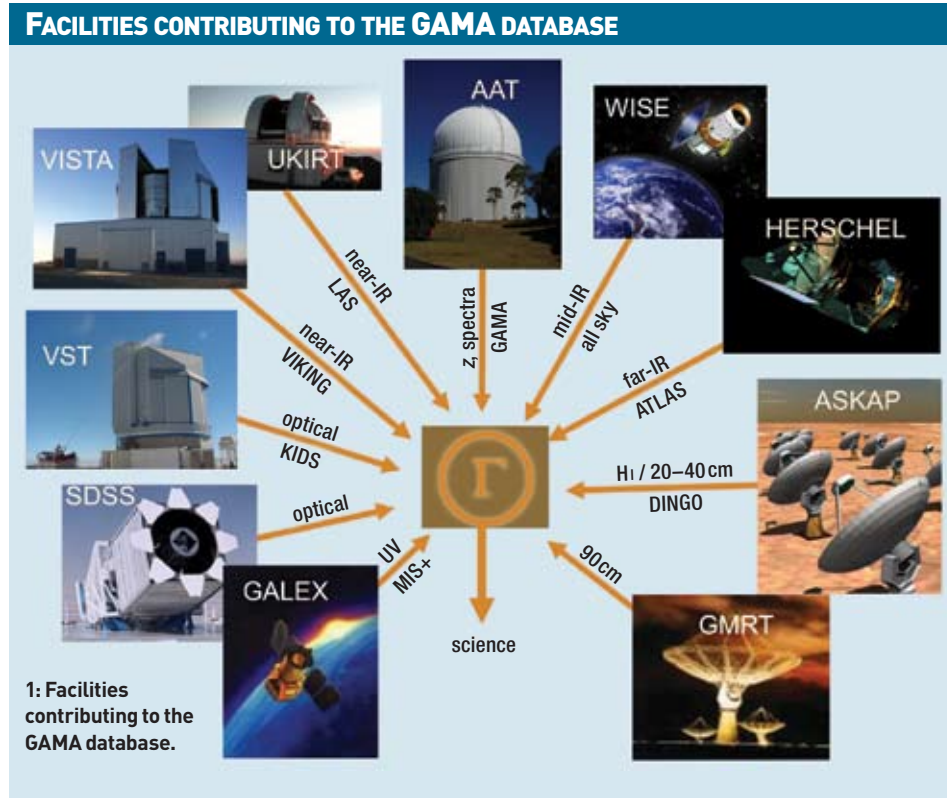 FACILITIES CONTRIBUTING TO THE GAMA DATABASE
AAT
UKIRT
WISE
VISTA
HERSCHEL
near-IR
LAS
z, spectra
GAMA
mid-IR
all sky
near-IR
VIKING
far-IR
ATLAS
VST
optical
KIDS
ASKAP
Γ
HI / 20–40 cm
DINGO
SDSS
optical
UV
MIS+
90cm
GALEX
GMRT
science
1: Facilities
contributing to the
GAMA database.